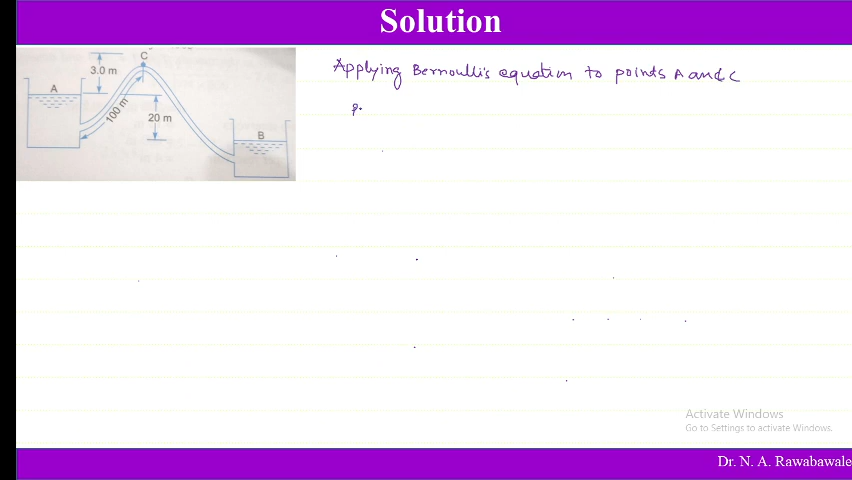 Solution
C
3.0 m
A
100 m
20 m
B
Applying Bernoulli's equation to points A and C
Activate Windows
Go to Settings to activate Windows.
Dr. N. A. Rawabawale